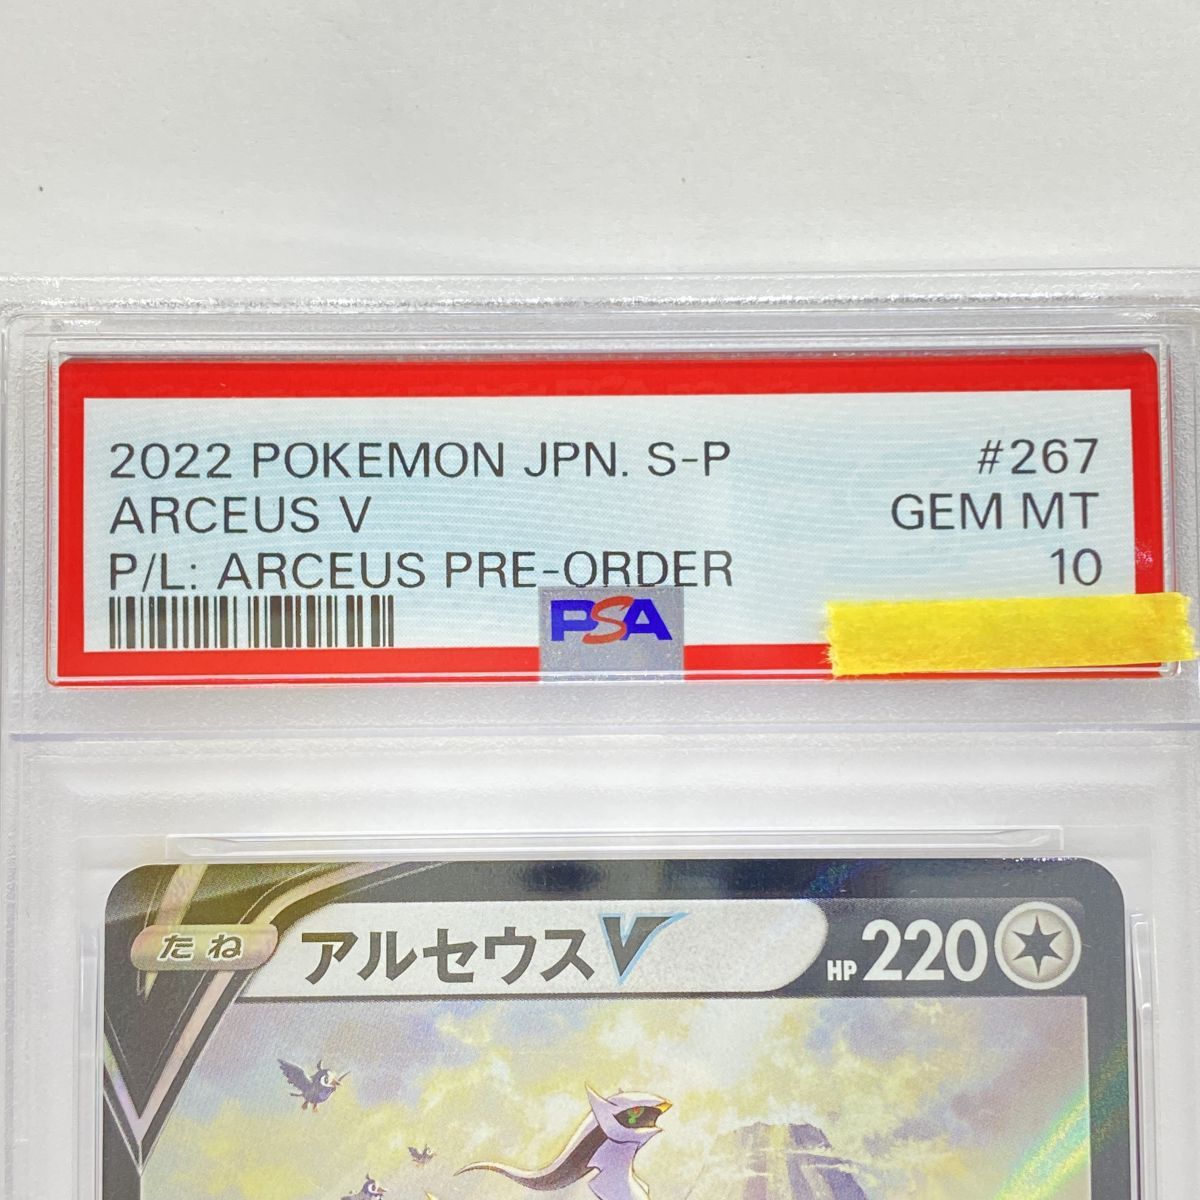 2022 POKEMON JPN. S-P #267
ARCEUS V GEM MT
P/L: ARCEUS PRE-ORDER 10
PSA
たね アルセウスV HP 220